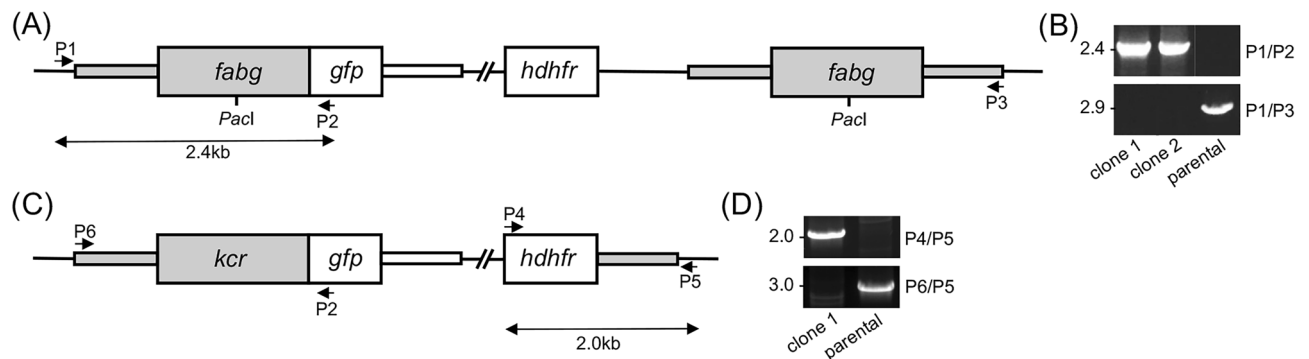 (A)
P1
fabg
gfp
hdhfr
fabg
P2
P3
PacI
PacI
2.4kb
(B)
2.4
P1/P2
2.9
P1/P3
clone 1
clone 2
parental
(C)
P6
P4
kcr
gfp
hdhfr
P2
P5
2.0kb
(D)
2.0
P4/P5
3.0
P6/P5
clone 1
parental